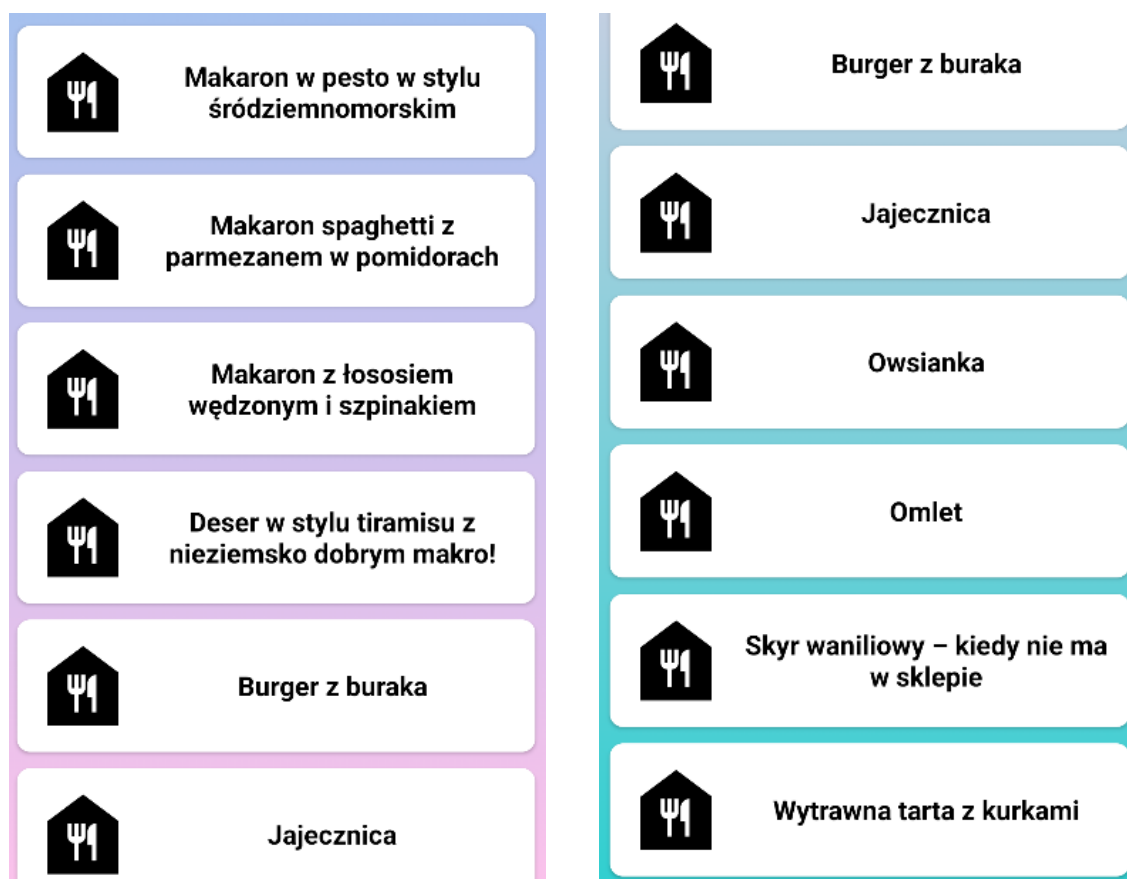 Makaron w pesto w stylu
śródziemnomorskim
Makaron spaghetti z
parmezanem w pomidorach
Makaron z łososiem
wędzonym i szpinakiem
Deser w stylu tiramisu z
nieziemsko dobrym makro!
Burger z buraka
Jajecznica
Burger z buraka
Jajecznica
Owsianka
Omlet
Skyr waniliowy – kiedy nie ma
w sklepie
Wytrawna tarta z kurkami